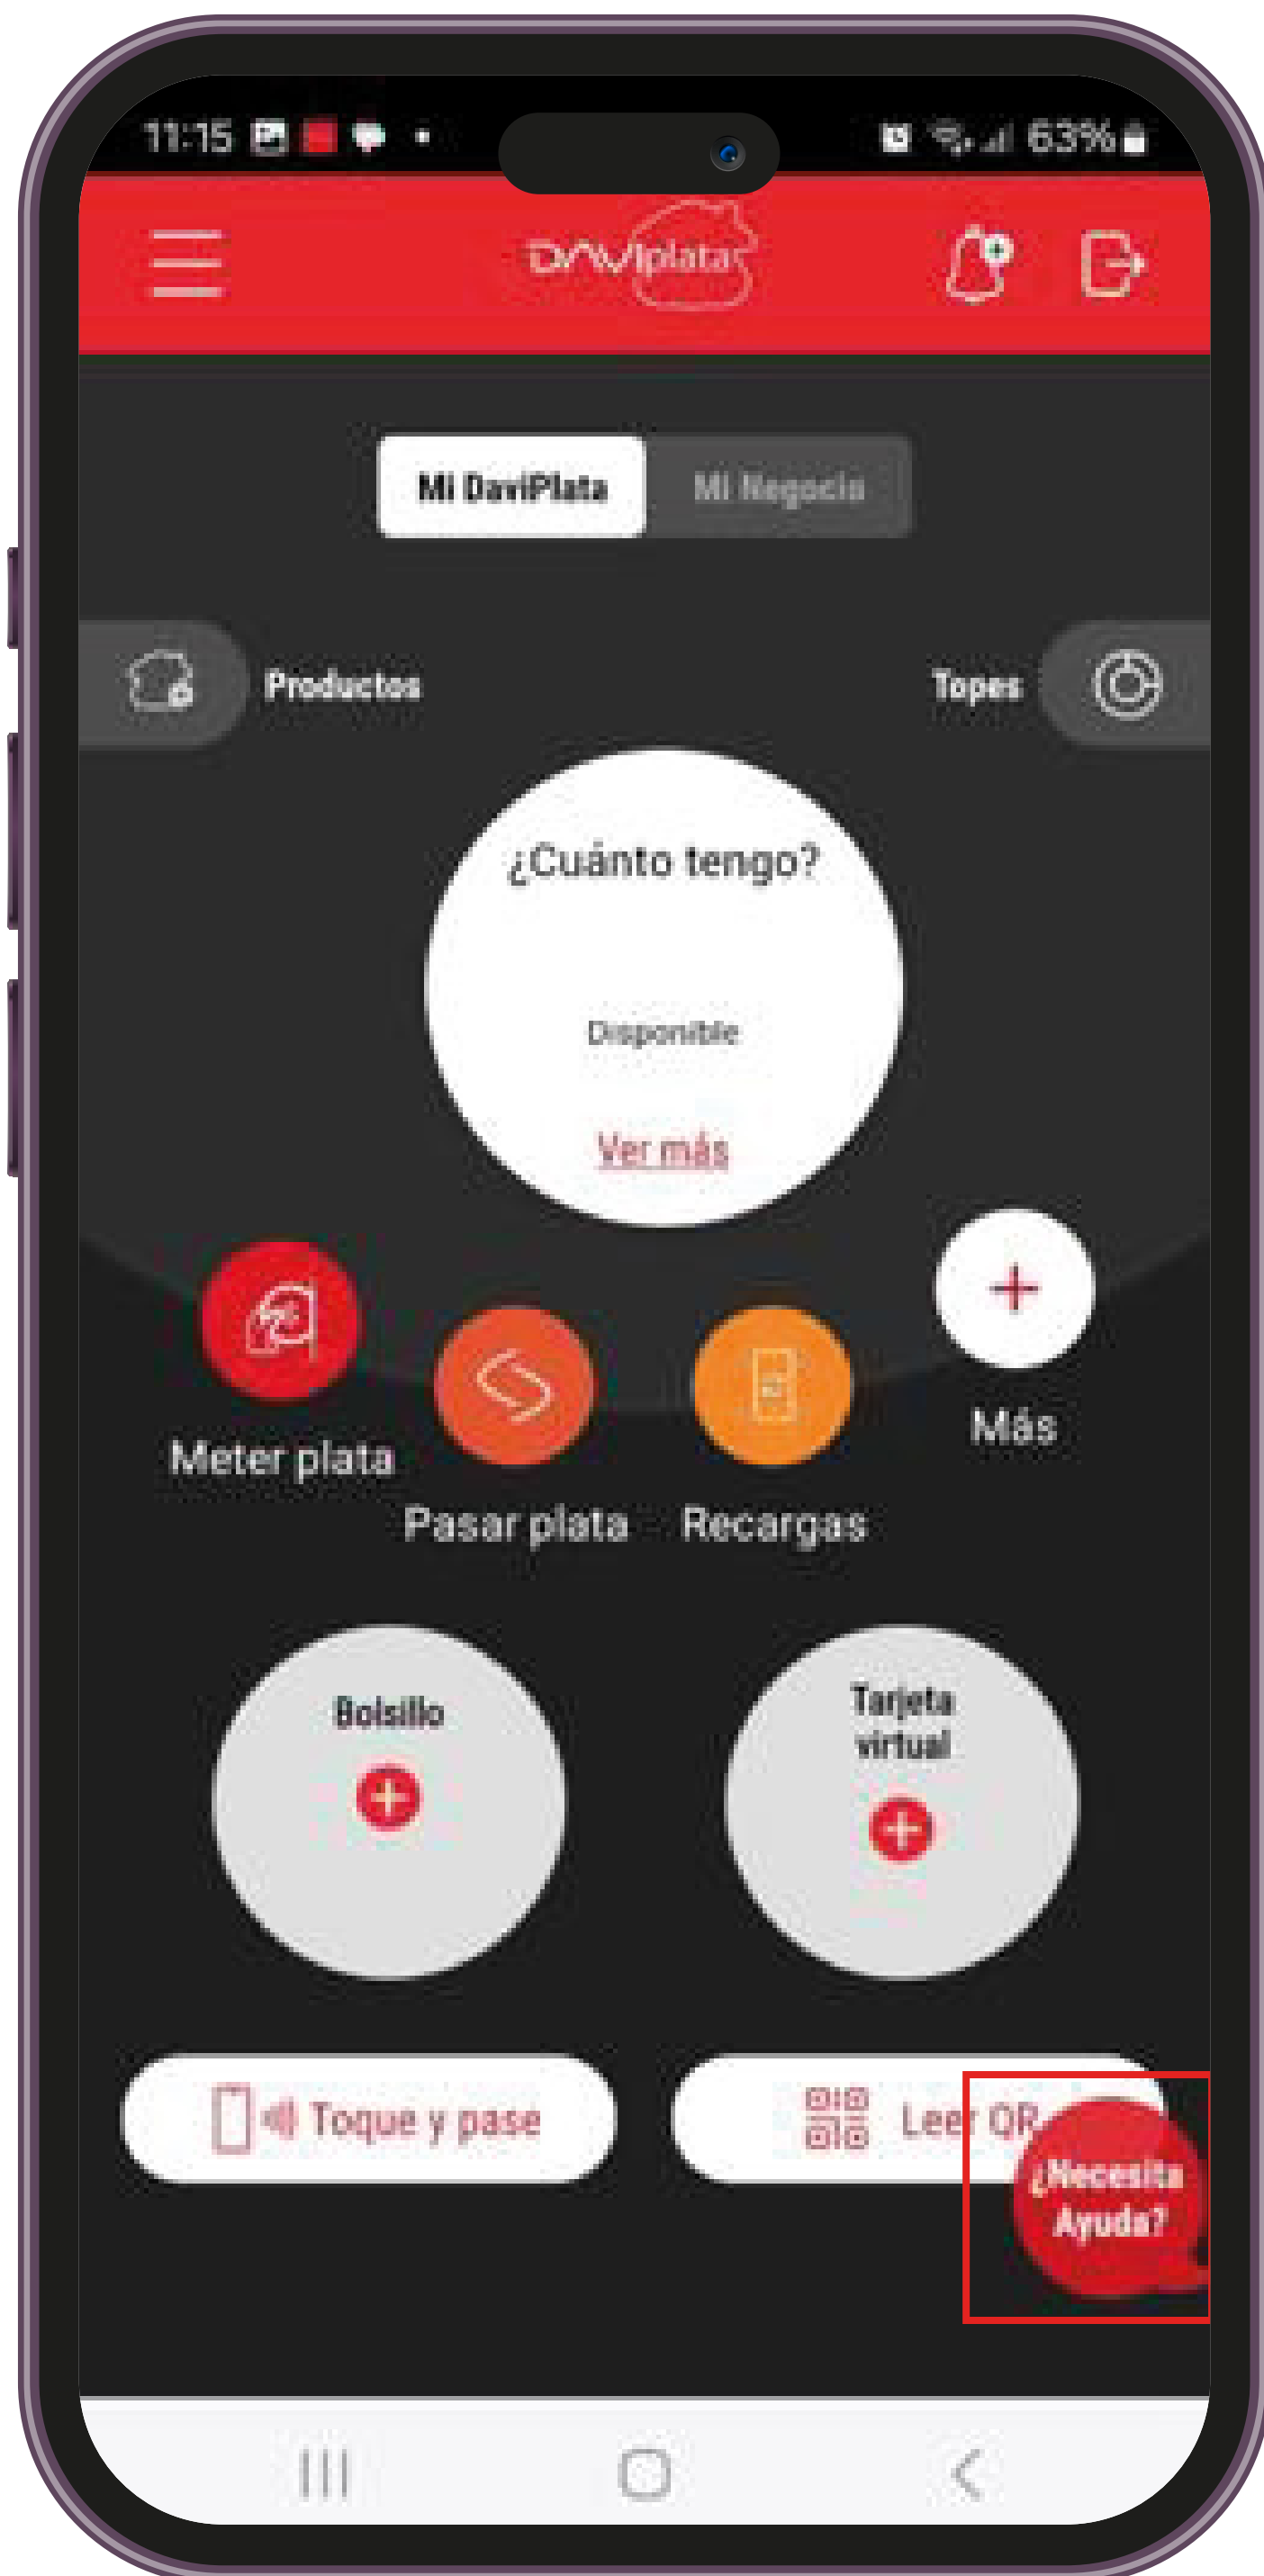 11:15
63%
DAVIplata
Mi DaviPlata
Mi Negocio
Productos
Topes
¿Cuánto tengo?
Disponible
Ver más
Meter plata
Más
Pasar plata
Recargas
Bolsillo
Tarjeta
virtual
Toque y pase
Leer QR
¿Necesita
Ayuda?